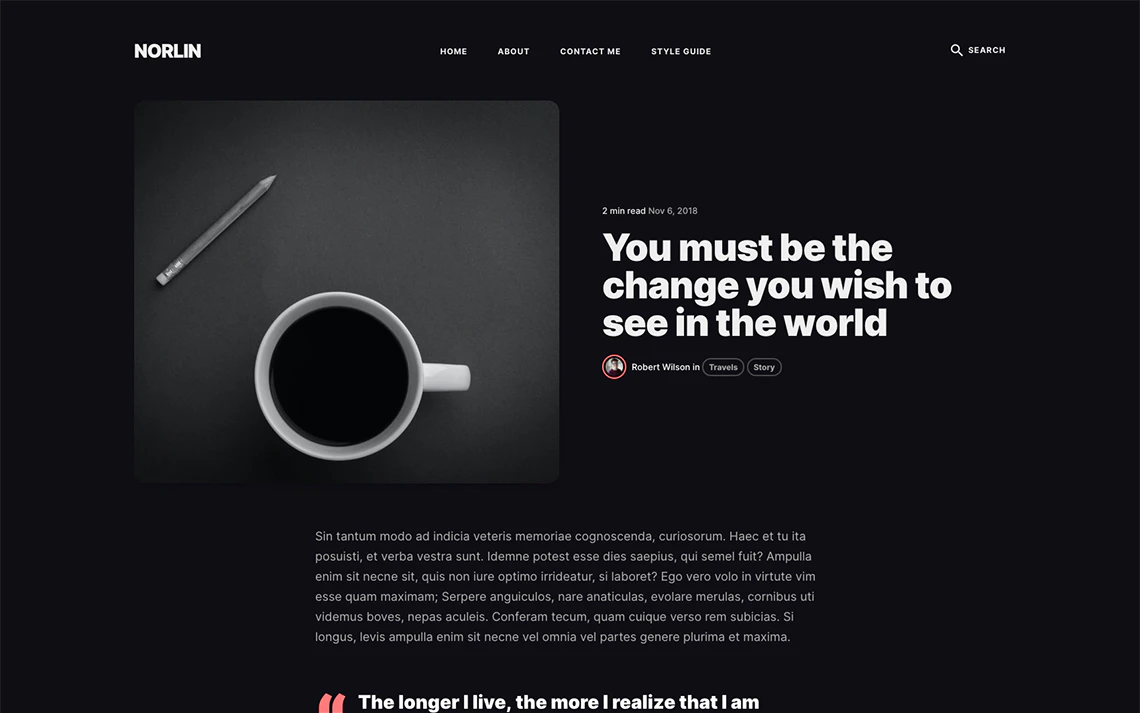 NORLIN
HOME ABOUT CONTACT ME STYLE GUIDE
SEARCH
2 min read Nov 6, 2018
You must be the
change you wish to
see in the world
Robert Wilson in Travels Story
Sin tantum modo ad indicia veteris memoriae cognoscenda, curiosorum. Haec et tu ita
posuisti, et verba vestra sunt. Idemne potest esse dies saepius, qui semel fuit? Ampulla
enim sit necne sit, quis non iure optimo irrideatur, si laboret? Ego vero volo in virtute vim
esse quam maximam; Serpere anguiculos, nare anaticulas, evolare merulas, cornibus uti
videmus boves, nepas aculeis. Conferam tecum, quam cuique verso rem subicias. Si
longus, levis ampulla enim sit necne vel omnia vel partes genere plurima et maxima.
“ The longer I live, the more I realize that I am